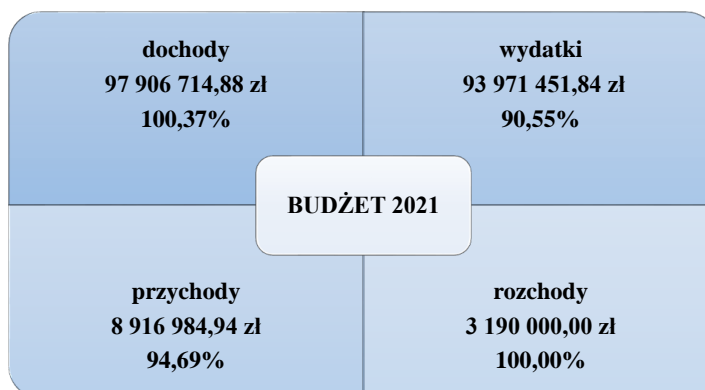 dochody
97 906 714,88 zł
100,37%
wydatki
93 971 451,84 zł
90,55%
BUDŻET 2021
przychody
8 916 984,94 zł
94,69%
rozchody
3 190 000,00 zł
100,00%